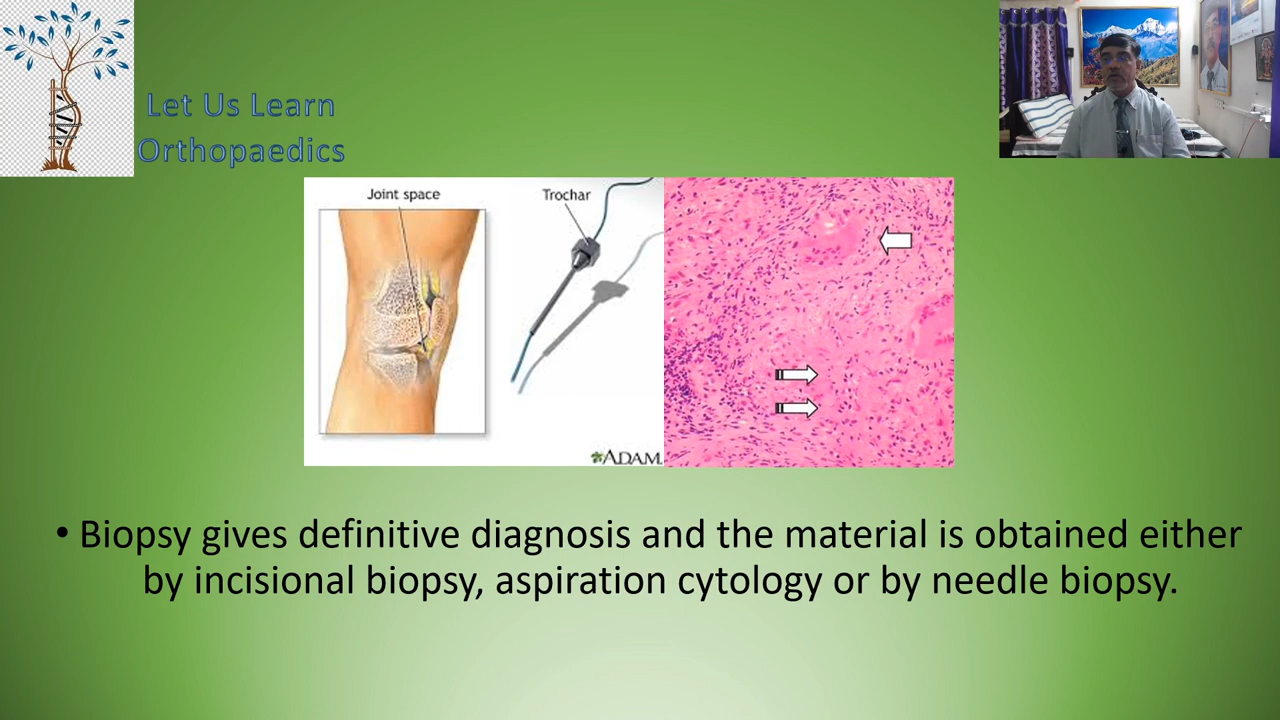 Let Us Learn
Orthopaedics
Joint space
Trochar
ADAM.
• Biopsy gives definitive diagnosis and the material is obtained either
by incisional biopsy, aspiration cytology or by needle biopsy.